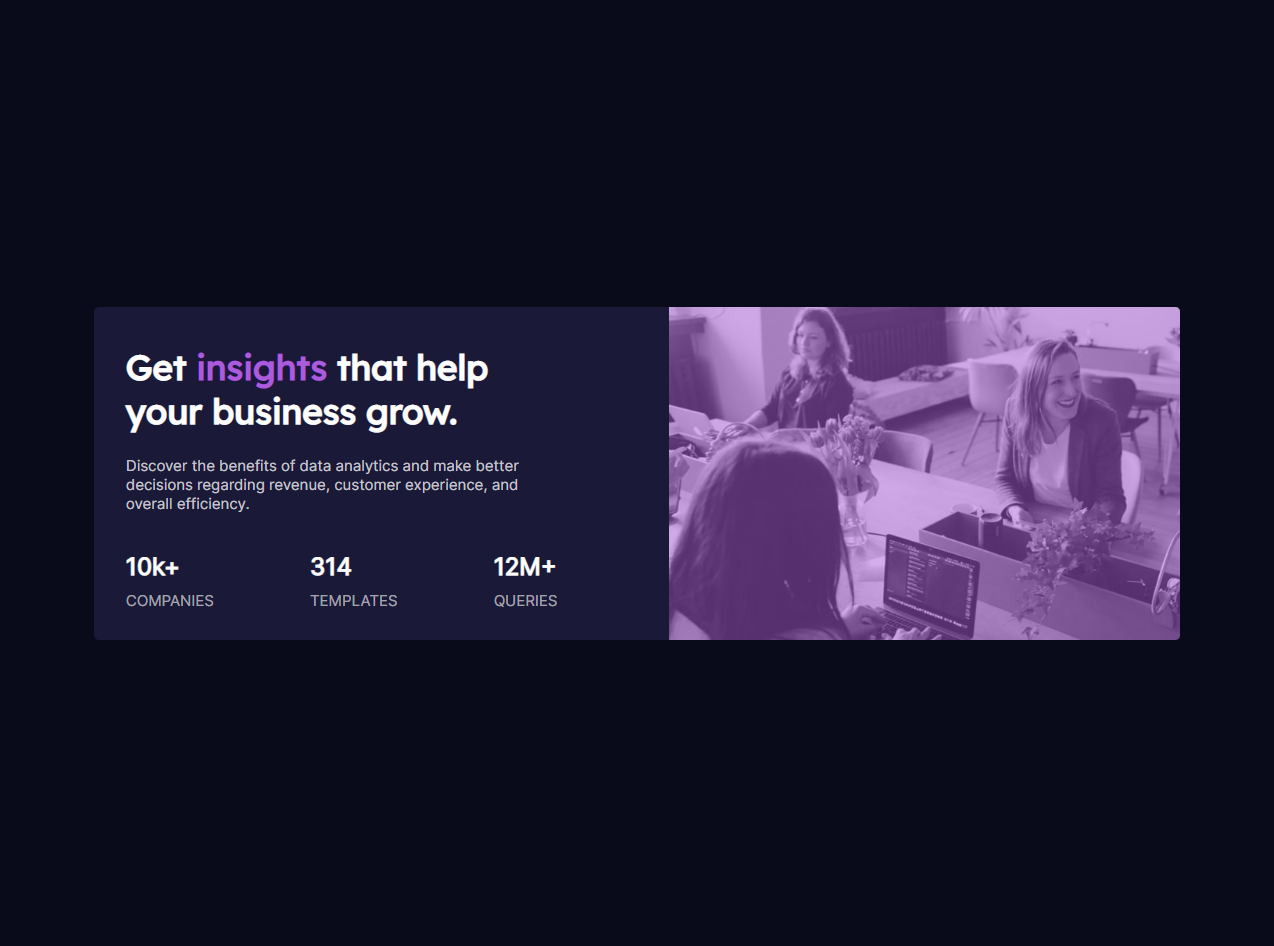 Get insights that help
your business grow.
Discover the benefits of data analytics and make better
decisions regarding revenue, customer experience, and
overall efficiency.
10k+ 314 12M+
COMPANIES TEMPLATES QUERIES